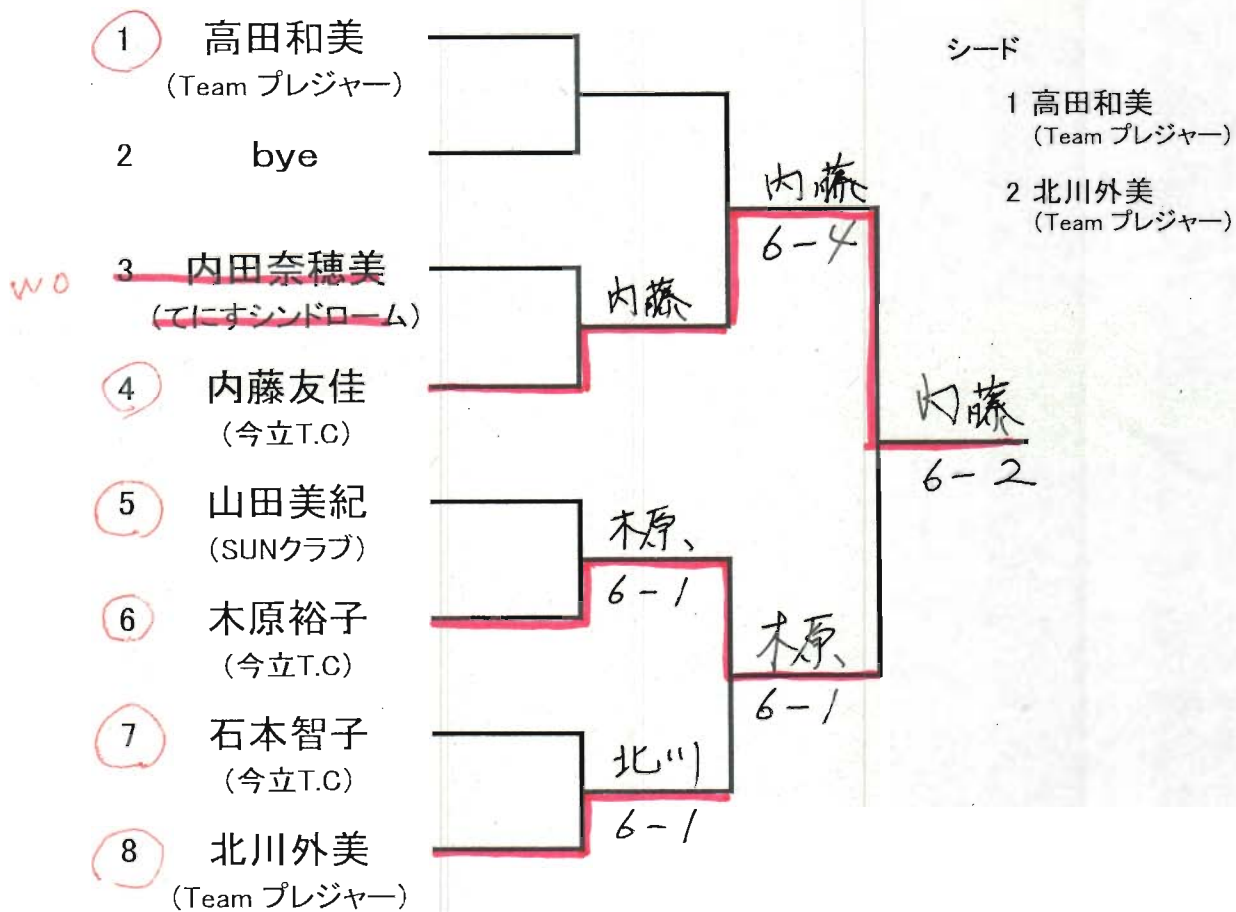 1 高田和美
(Team プレジャー)
2 bye
WO 3 内田奈穂美
(てにすシンドローム)
4 内藤友佳
(今立T.C)
5 山田美紀
(SUNクラブ)
6 木原裕子
(今立T.C)
7 石本智子
(今立T.C)
8 北川外美
(Team プレジャー)
内藤
木原
6-1
北川
6-1
内藤
6-4
木原
6-1
内藤
6-2
シード
1 高田和美
(Team プレジャー)
2 北川外美
(Team プレジャー)